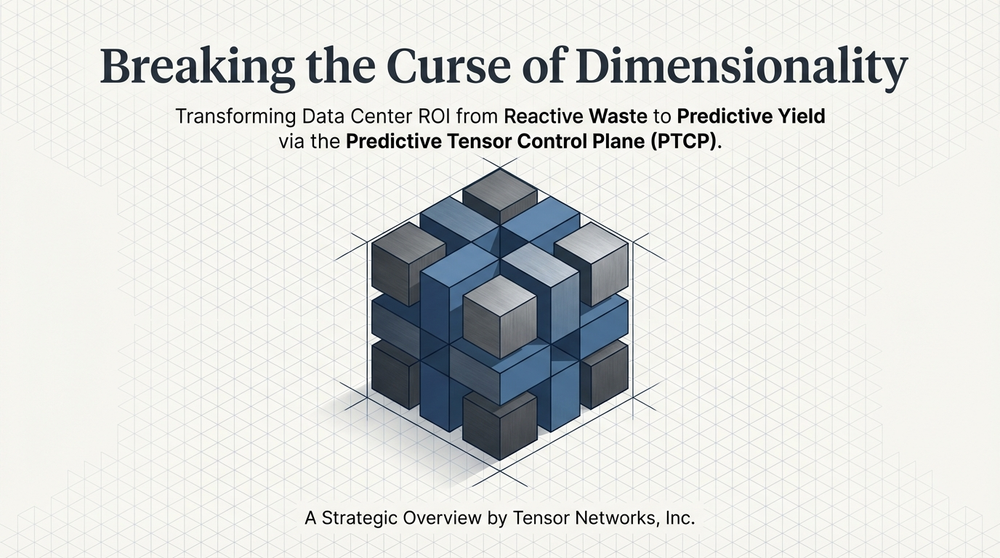 Breaking the Curse of Dimensionality
Transforming Data Center ROI from Reactive Waste to Predictive Yield
via the Predictive Tensor Control Plane (PTCP).
A Strategic Overview by Tensor Networks, Inc.